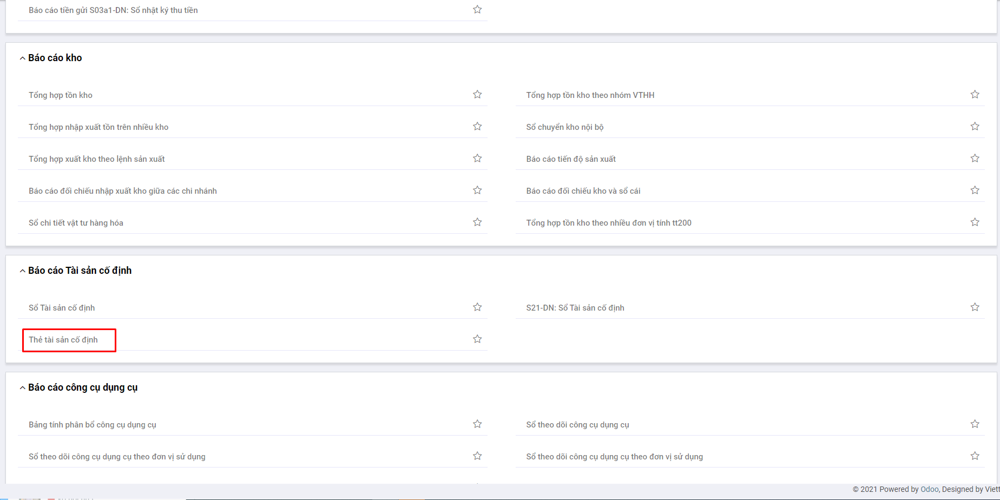 Báo cáo tiền gửi S03a1-DN: Sổ nhật ký thu tiền
Báo cáo kho
Tổng hợp tồn kho
Tổng hợp tồn kho theo nhóm VTHH
Tổng hợp nhập xuất tồn trên nhiều kho
Sổ chuyển kho nội bộ
Tổng hợp xuất kho theo lệnh sản xuất
Báo cáo tiến độ sản xuất
Báo cáo đối chiếu nhập xuất kho giữa các chi nhánh
Báo cáo đối chiếu kho và sổ cái
Sổ chi tiết vật tư hàng hóa
Tổng hợp tồn kho theo nhiều đơn vị tính tt200
Báo cáo Tài sản cố định
Sổ Tài sản cố định
S21-DN: Sổ Tài sản cố định
Thẻ tài sản cố định
Báo cáo công cụ dụng cụ
Bảng tính phân bổ công cụ dụng cụ
Sổ theo dõi công cụ dụng cụ
Sổ theo dõi công cụ dụng cụ theo đơn vị sử dụng
Sổ theo dõi công cụ dụng cụ theo đơn vị sử dụng
© 2021 Powered by Odoo, Designed by Viett